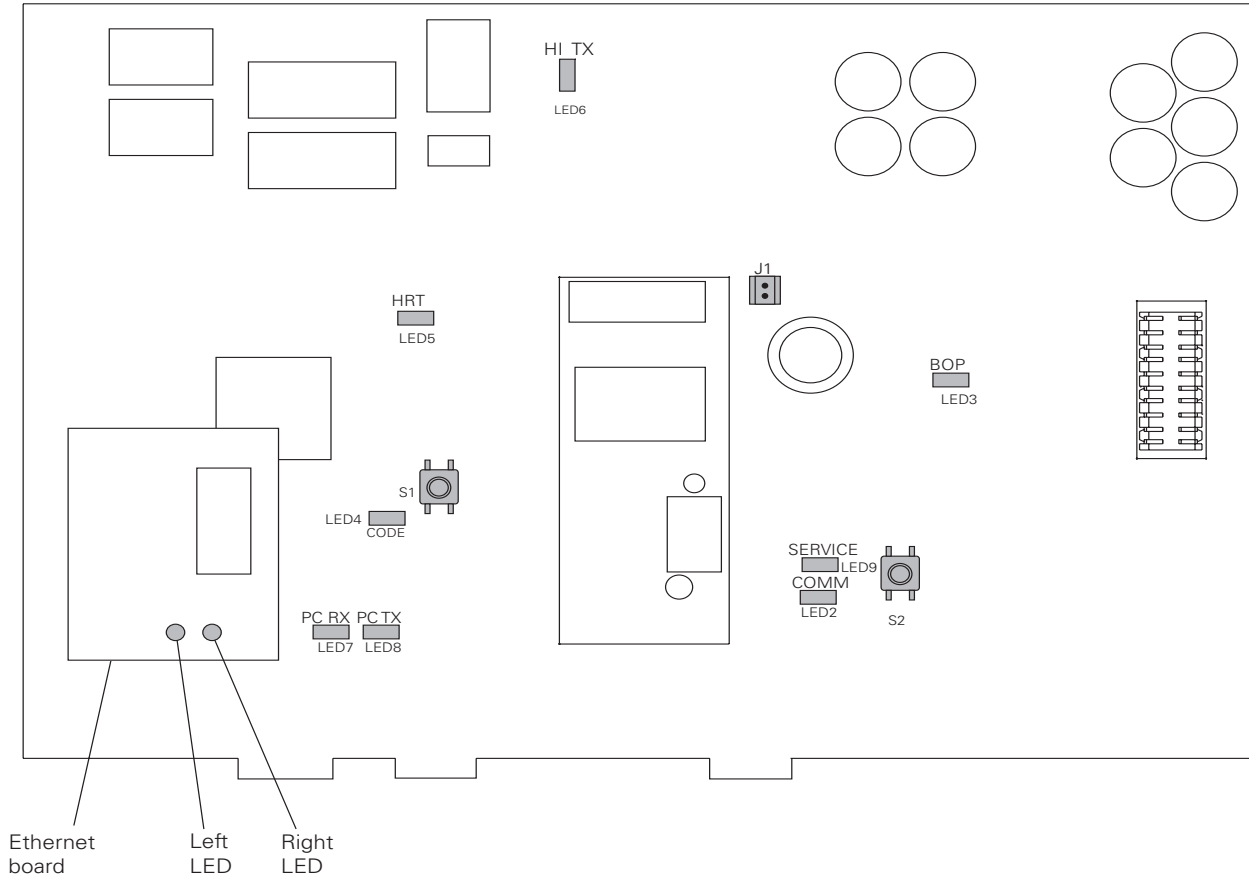 HI TX
LED6
J1
HRT
LED5
BOP
LED3
S1
LED4
CODE
SERVICE
LED9
COMM
LED2
S2
PC RX
PC TX
LED7
LED8
Ethernet
board
Left
LED
Right
LED